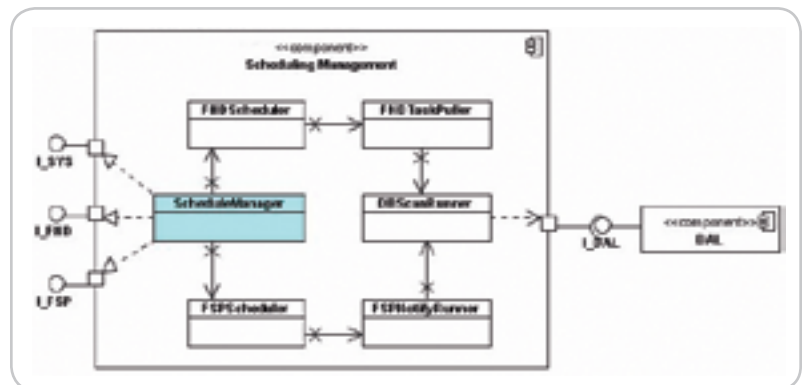 <<component>>
Scheduling Management
I_SYS
I_FHD
I_FSP
FHDScheduler
FHDTaskPuller
ScheduleManager
DBScanRunner
FSPScheduler
FSPNotifyRunner
I_DAL
<<component>>
DAL